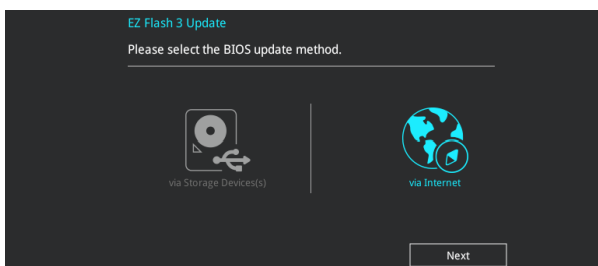 EZ Flash 3 Update
Please select the BIOS update method.
via Storage Devices(s)
via Internet
Next